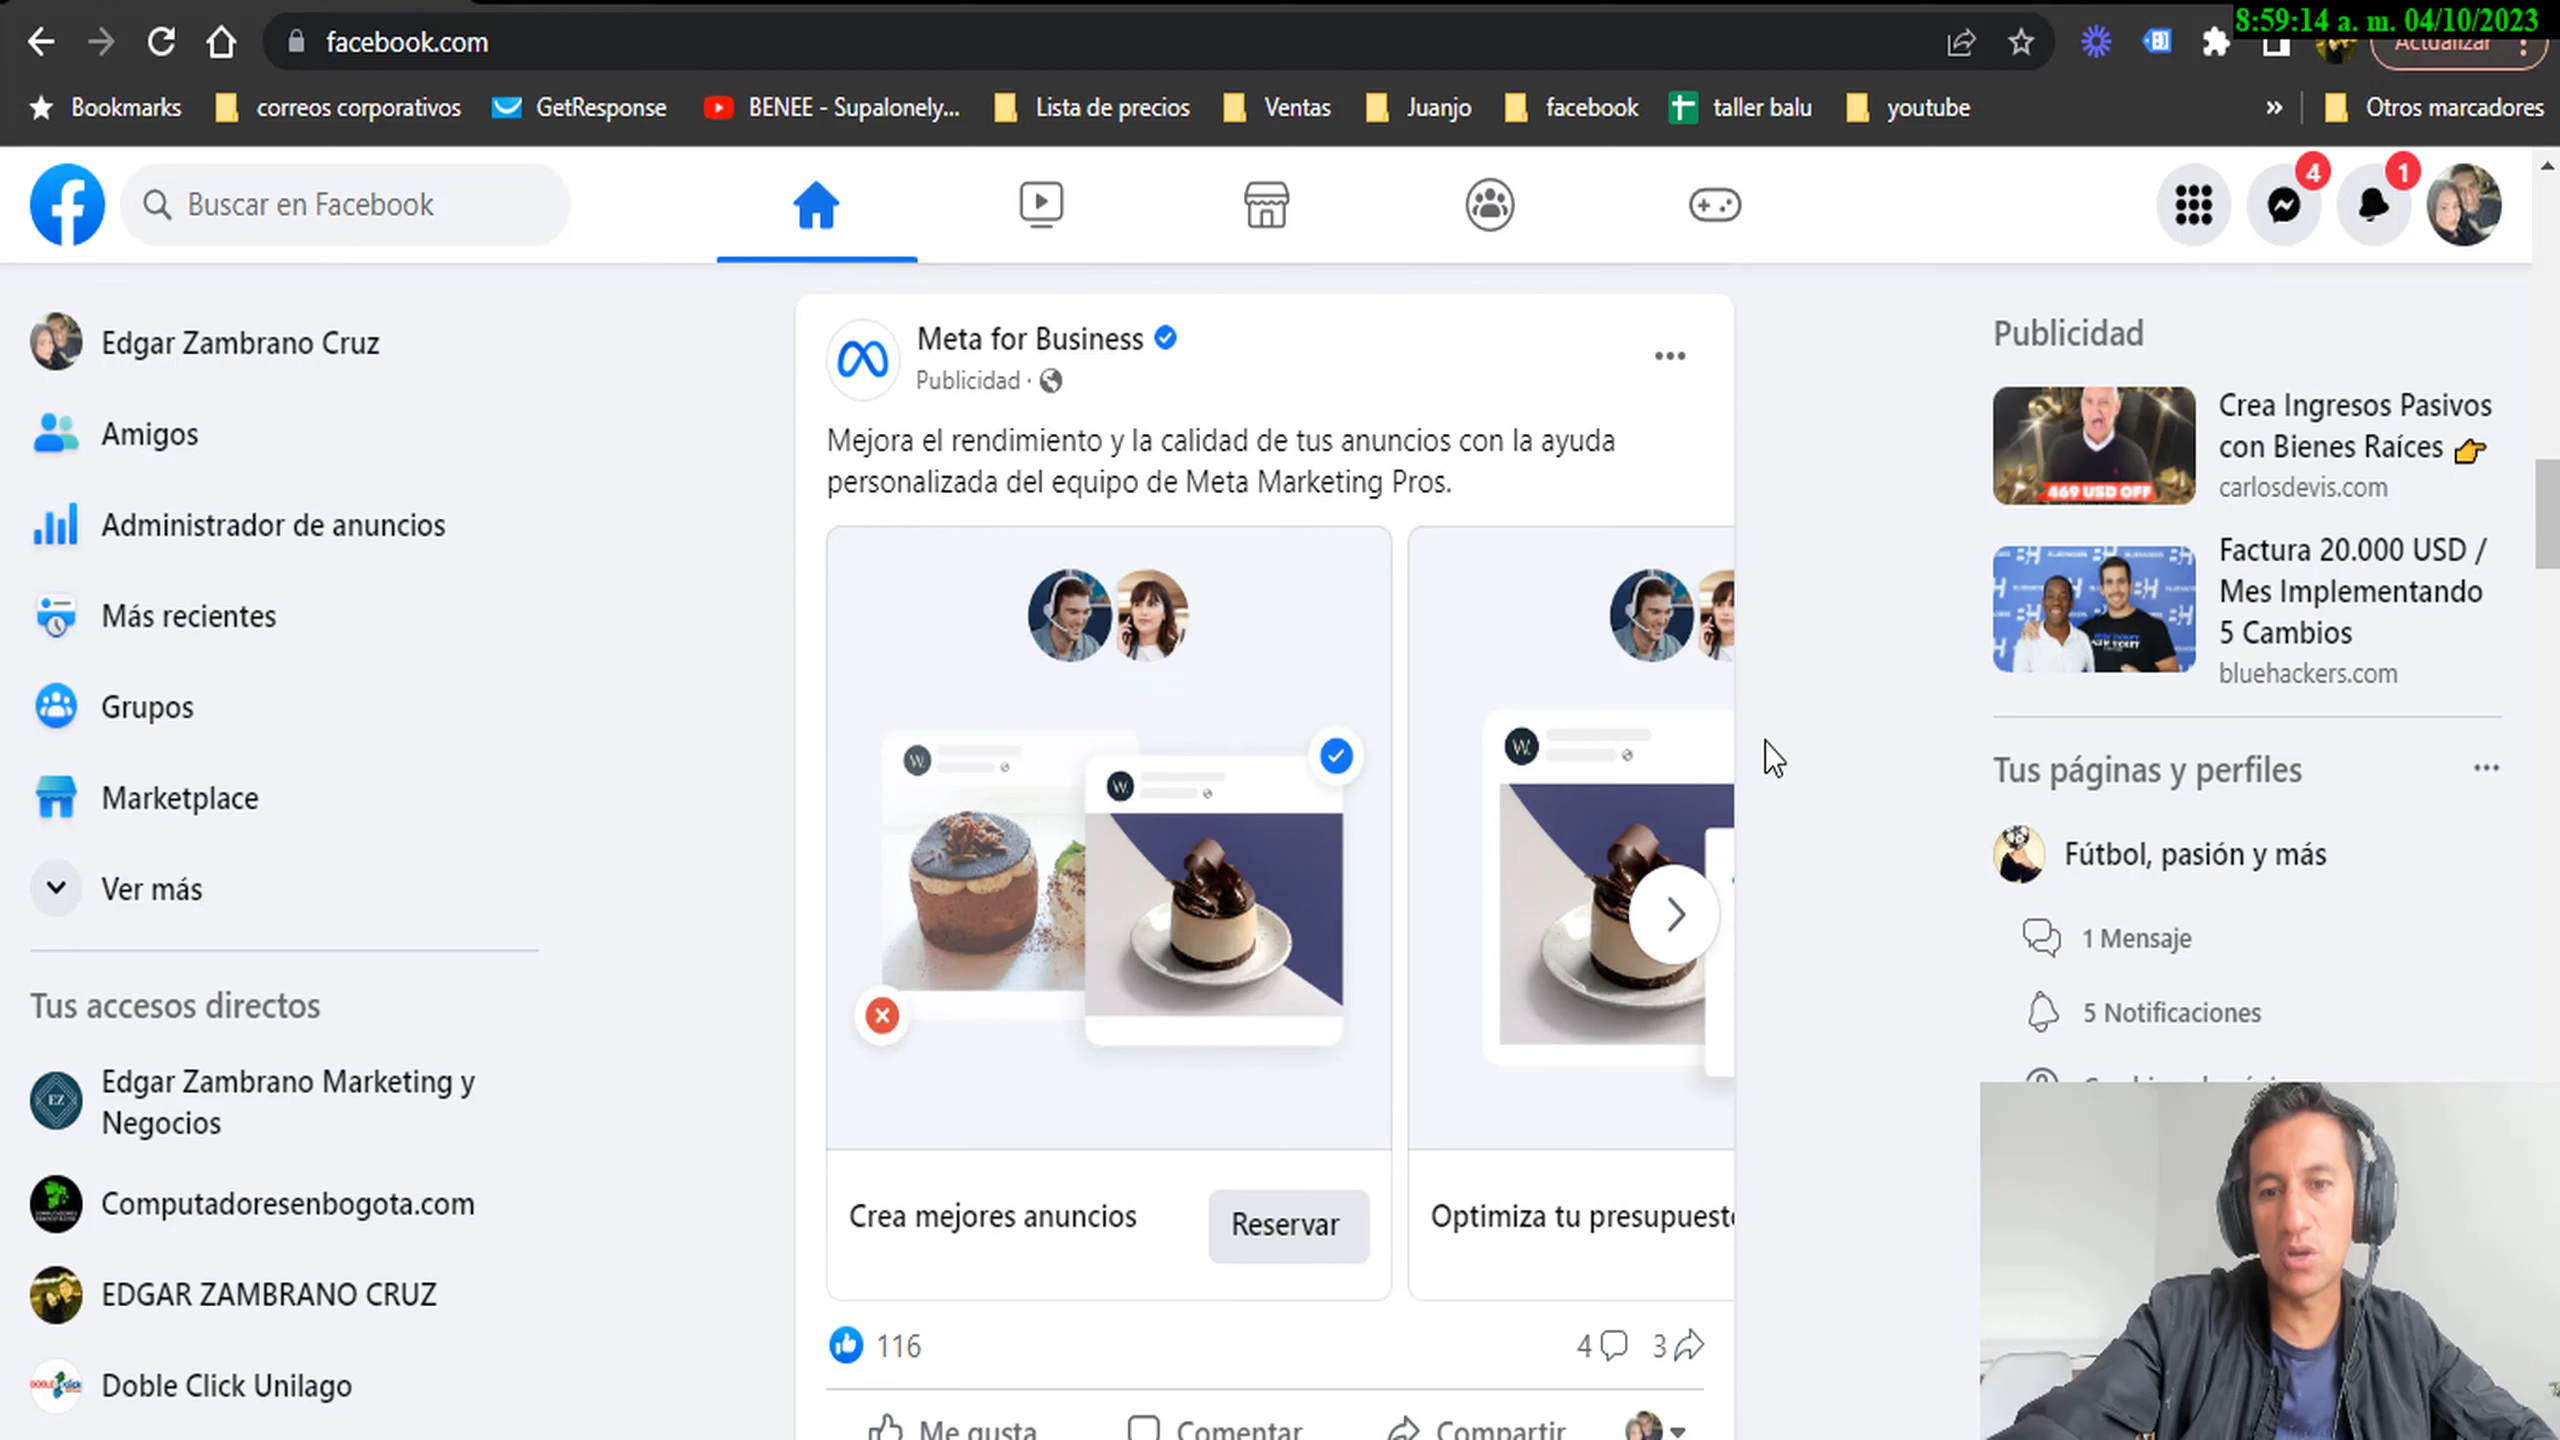 8:59:14 a. m. 04/10/2023
facebook.com
Actualizar
Bookmarks
correos corporativos
GetResponse
BENEE - Supalonely...
Lista de precios
Ventas
Juanjo
facebook
taller balu
youtube
»
Otros marcadores
Buscar en Facebook
4
1
Edgar Zambrano Cruz
Amigos
Administrador de anuncios
Más recientes
Grupos
Marketplace
Ver más
Tus accesos directos
EZ
Edgar Zambrano Marketing y
Negocios
Computadoresenbogota.com
EDGAR ZAMBRANO CRUZ
Doble Click Unilago
Meta for Business
Publicidad ·
Mejora el rendimiento y la calidad de tus anuncios con la ayuda
personalizada del equipo de Meta Marketing Pros.
W.
W.
W.
Crea mejores anuncios
Reservar
Optimiza tu presupuesto
116
4
3
Me gusta
Comentar
Compartir
Publicidad
469 USD OFF
Crea Ingresos Pasivos
con Bienes Raíces 👉
carlosdevis.com
BH
Factura 20.000 USD /
Mes Implementando
5 Cambios
bluehackers.com
Tus páginas y perfiles
Fútbol, pasión y más
1 Mensaje
5 Notificaciones